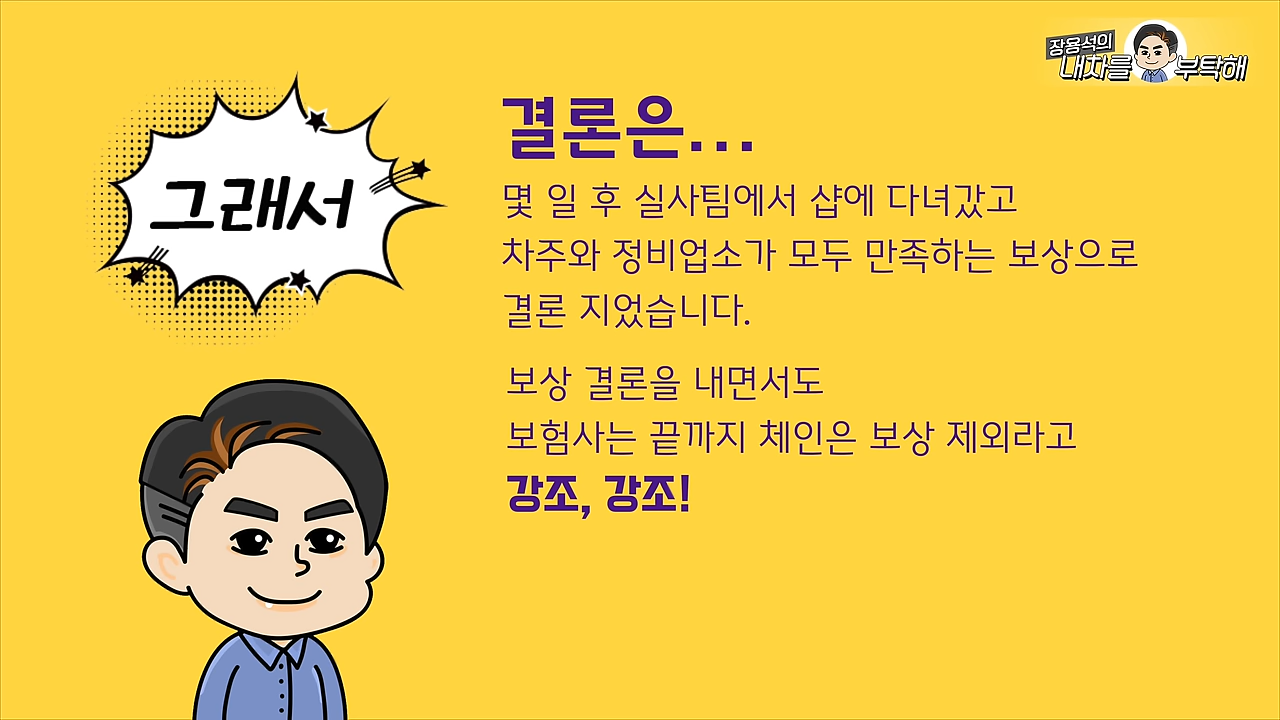 장용석의
내차를 부탁해
그래서
결론은...
몇 일 후 실사팀에서 샵에 다녀갔고
차주와 정비업소가 모두 만족하는 보상으로
결론 지었습니다.
보상 결론을 내면서도
보험사는 끝까지 체인은 보상 제외라고
강조, 강조!